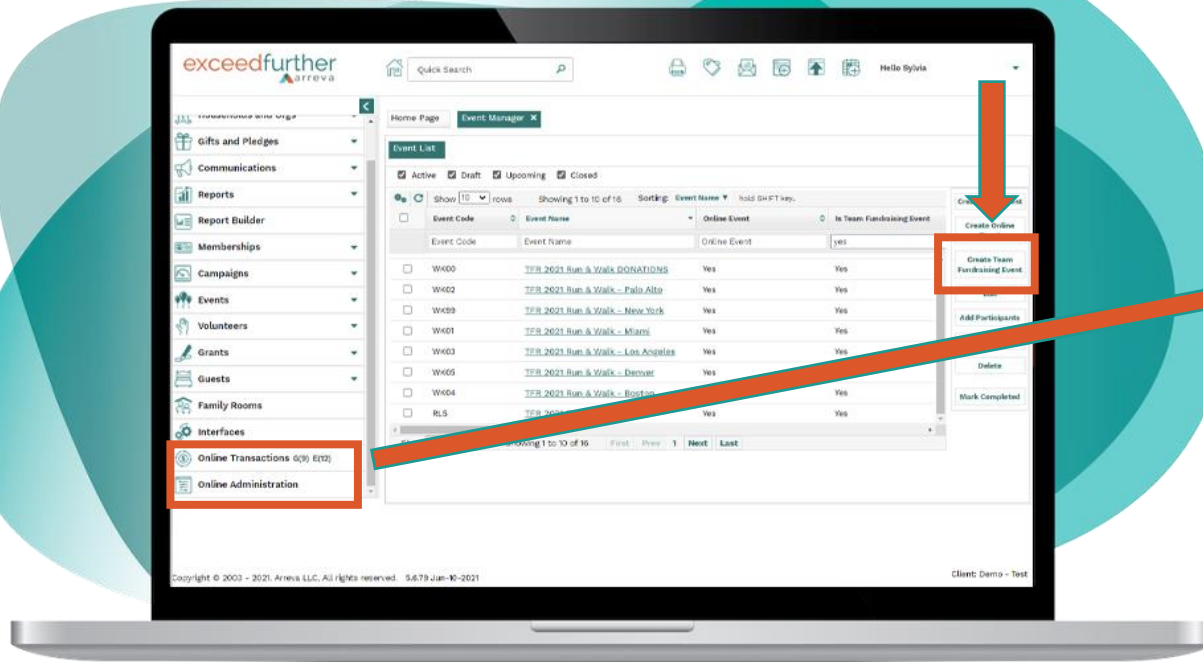 exceedfurther
arreva
Quick Search
Hello Sylvia
Households and Orgs
Gifts and Pledges
Communications
Reports
Report Builder
Memberships
Campaigns
Events
Volunteers
Grants
Guests
Family Rooms
Interfaces
Online Transactions G(9) E(12)
Online Administration
Home Page Event Manager X
Event List
Active Draft Upcoming Closed
Show 10 rows Showing 1 to 10 of 16 Sorting: Event Name hold SHIFT key.
Event Code Event Name Online Event Is Team Fundraising Event
Event Code Event Name Online Event yes
WK00 TFR 2021 Run & Walk DONATIONS Yes Yes
WK02 TFR 2021 Run & Walk - Palo Alto Yes Yes
WK99 TFR 2021 Run & Walk - New York Yes Yes
WK01 TFR 2021 Run & Walk - Miami Yes Yes
WK03 TFR 2021 Run & Walk - Los Angeles Yes Yes
WK05 TFR 2021 Run & Walk - Denver Yes
WK04 TFR 2021 Run & Walk - Boston Yes
RLS TFR Yes Yes
Showing 1 to 10 of 16 First Prev 1 Next Last
Create Online
Create Team
Fundraising Event
Edit
Add Participants
Delete
Mark Completed
Copyright © 2003 - 2021. Arreva LLC, All rights reserved. 5.6.79 Jun-10-2021
Client: Demo - Test